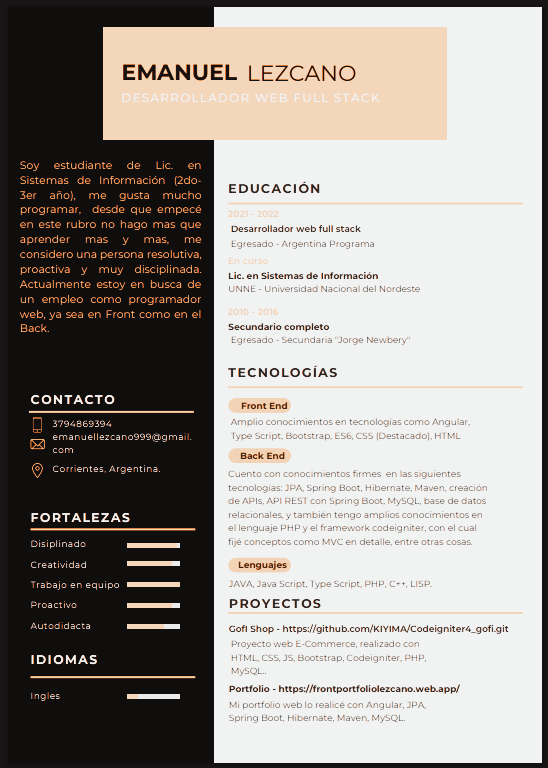 EMANUEL LEZCANO
DESARROLLADOR WEB FULL STACK
Soy estudiante de Lic. en
Sistemas de Información (2do-
3er año), me gusta mucho
programar, desde que empecé
en este rubro no hago mas que
aprender mas y mas, me
considero una persona resolutiva,
proactiva y muy disciplinada.
Actualmente estoy en busca de
un empleo como programador
web, ya sea en Front como en el
Back.
CONTACTO
3794869394
emanuellezcano999@gmail.
com
Corrientes, Argentina.
FORTALEZAS
Disiplinado
Creatividad
Trabajo en equipo
Proactivo
Autodidacta
IDIOMAS
Ingles
EDUCACIÓN
2021 - 2022
Desarrollador web full stack
Egresado - Argentina Programa
En curso
Lic. en Sistemas de Información
UNNE - Universidad Nacional del Nordeste
2010 - 2016
Secundario completo
Egresado - Secundaria "Jorge Newbery"
TECNOLOGÍAS
Front End
Amplio conocimientos en tecnologías como Angular,
Type Script, Bootstrap, ES6, CSS (Destacado), HTML
Back End
Cuento con conocimientos firmes en las siguientes
tecnologías: JPA, Spring Boot, Hibernate, Maven, creación
de APIs, API REST con Spring Boot, MySQL, base de datos
relacionales, y también tengo amplios conocimientos en
el lenguaje PHP y el framework codeigniter, con el cual
fijé conceptos como MVC en detalle, entre otras cosas.
Lenguajes
JAVA, Java Script, Type Script, PHP, C++, LISP.
PROYECTOS
Gofl Shop - https://github.com/KIYIMA/Codeigniter4_gofi.git
Proyecto web E-Commerce, realizado con
HTML, CSS, JS, Bootstrap, Codeigniter, PHP,
MySQL..
Portfolio - https://frontportfoliolezcano.web.app/
Mi portfolio web lo realicé con Angular, JPA,
Spring Boot, Hibernate, Maven, MySQL.